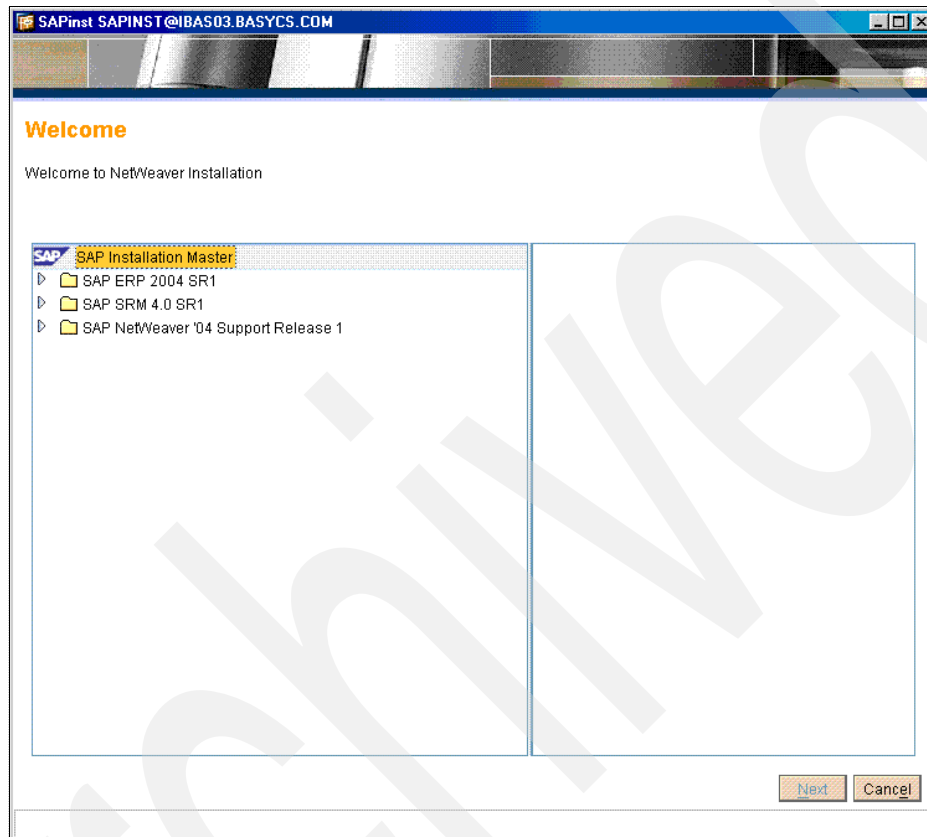 SAPinst SAPINST@IBAS03.BASYCS.COM
Welcome
Welcome to NetWeaver Installation
SAP SAP Installation Master
SAP ERP 2004 SR1
SAP SRM 4.0 SR1
SAP NetWeaver '04 Support Release 1
Next Cancel